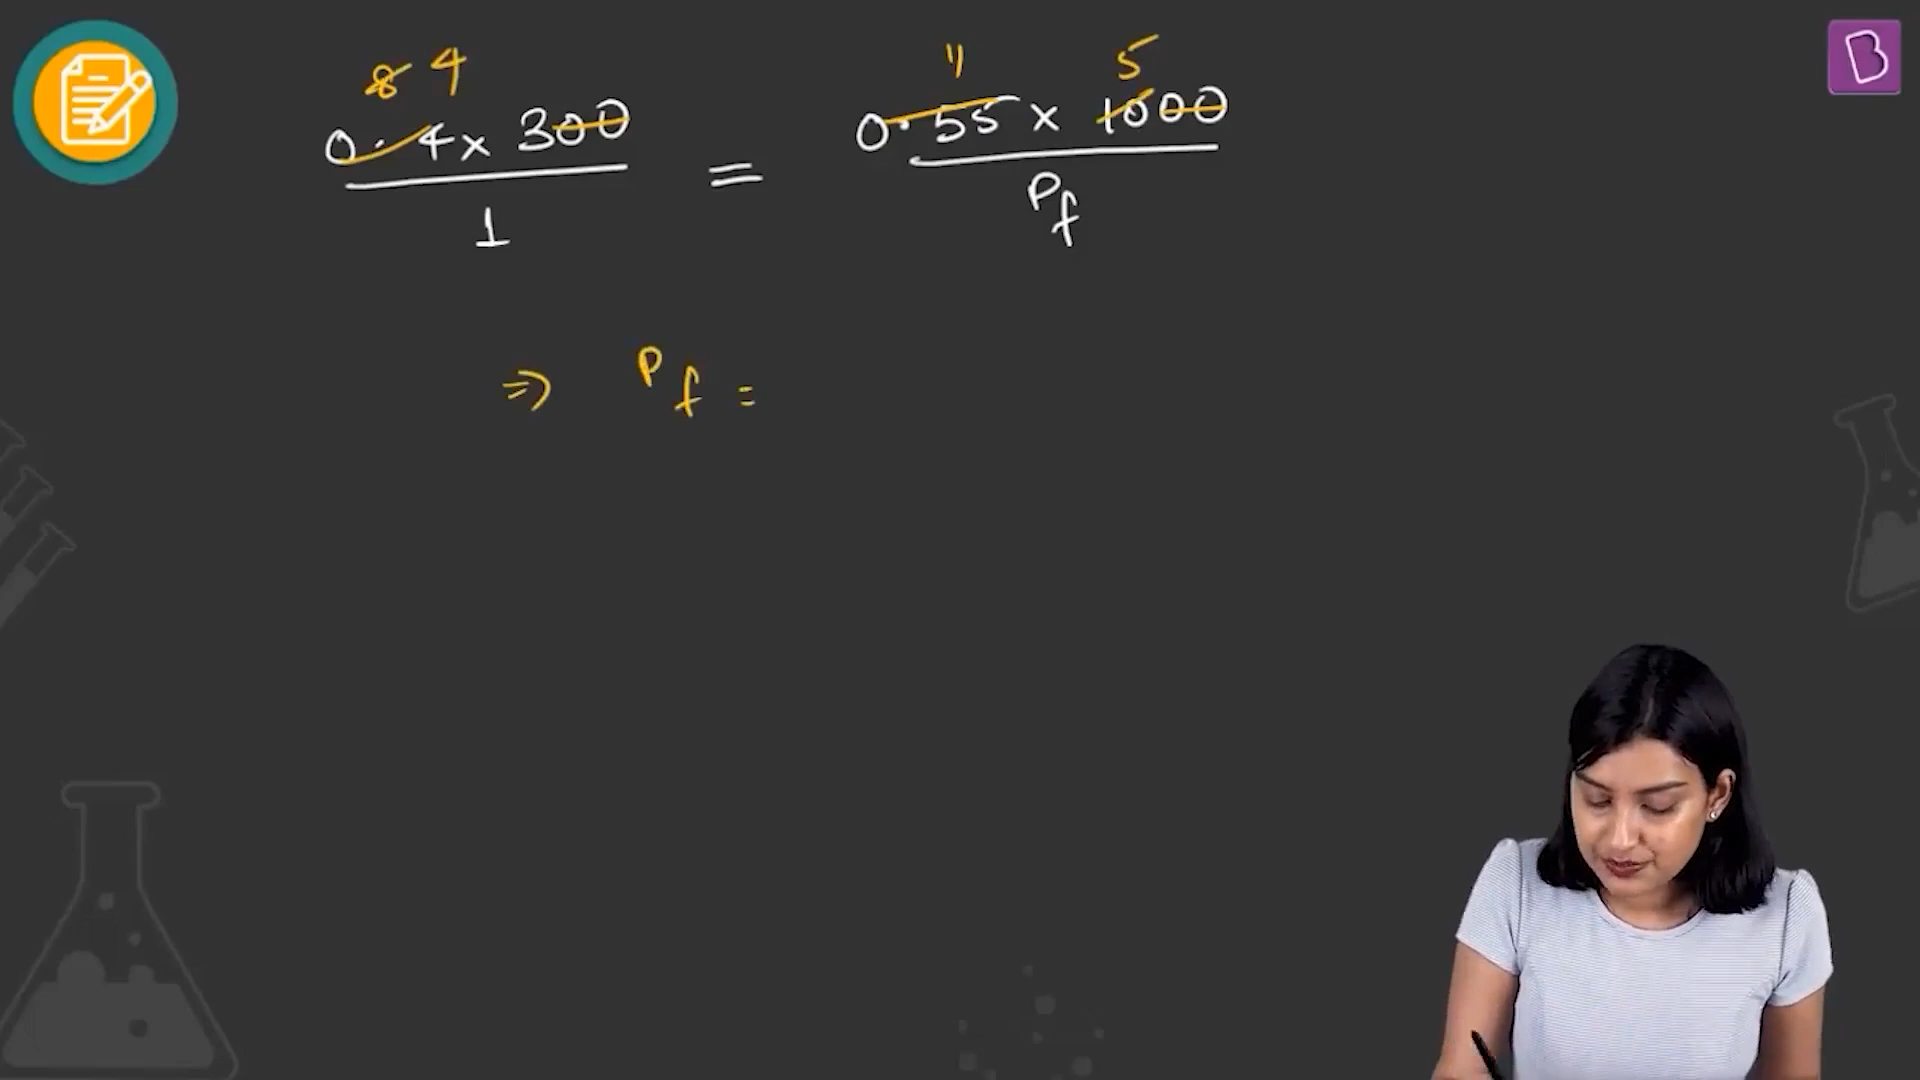 8 4 11 5
0.4 x 300 = 0.55 x 1000
1 Pf
⇒ Pf =
B